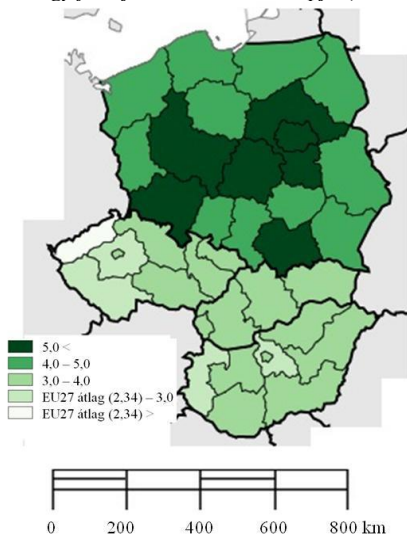 5,0 <
4,0 – 5,0
3,0 – 4,0
EU27 átlag (2,34) – 3,0
EU27 átlag (2,34) >
0 200 400 600 800 km